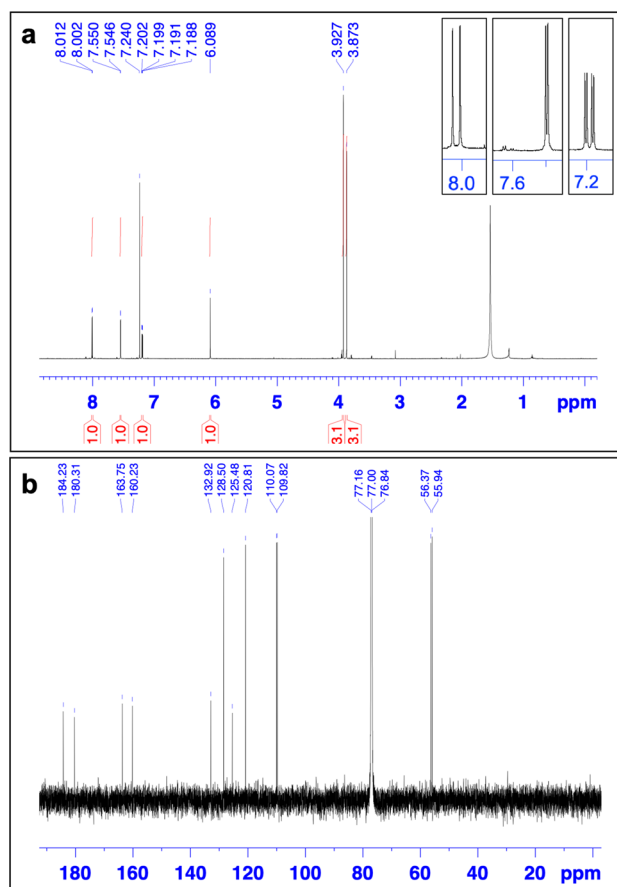 a
8.012 8.002 7.550 7.546 7.240 7.202 7.199 7.191 7.188 6.089 3.927 3.873
8.0 7.6 7.2
8 7 6 5 4 3 2 1 ppm
1.0 1.0 1.0 1.0 3.1 3.1
b
184.23 180.31 163.75 160.23 132.92 128.50 125.48 120.81 110.07 109.82 77.16 77.00 76.84 56.37 55.94
180 160 140 120 100 80 60 40 20 ppm